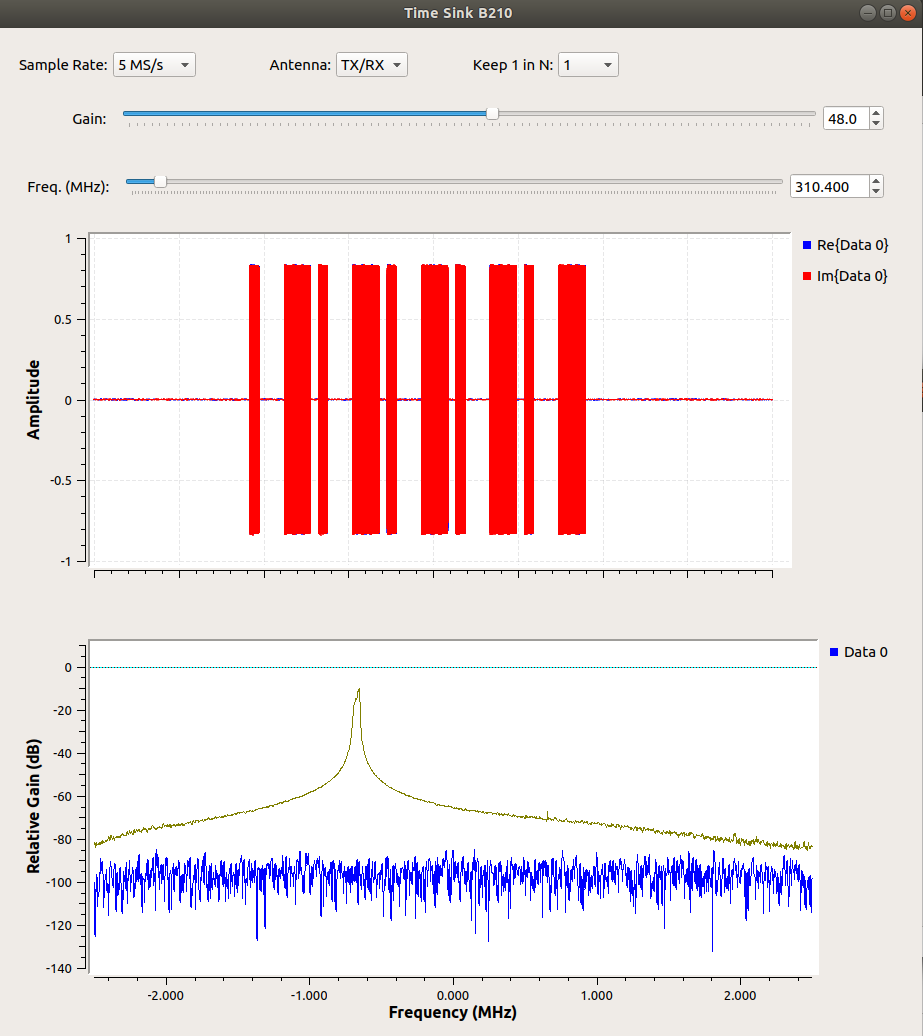 Time Sink B210
Sample Rate: 5 MS/s Antenna: TX/RX Keep 1 in N: 1
Gain: 48.0
Freq. (MHz): 310.400
1
0.5
0
-0.5
-1
Amplitude
Re{Data 0}
Im{Data 0}
0
-20
-40
-60
-80
-100
-120
-140
Relative Gain (dB)
Data 0
-2.000 -1.000 0.000 1.000 2.000
Frequency (MHz)